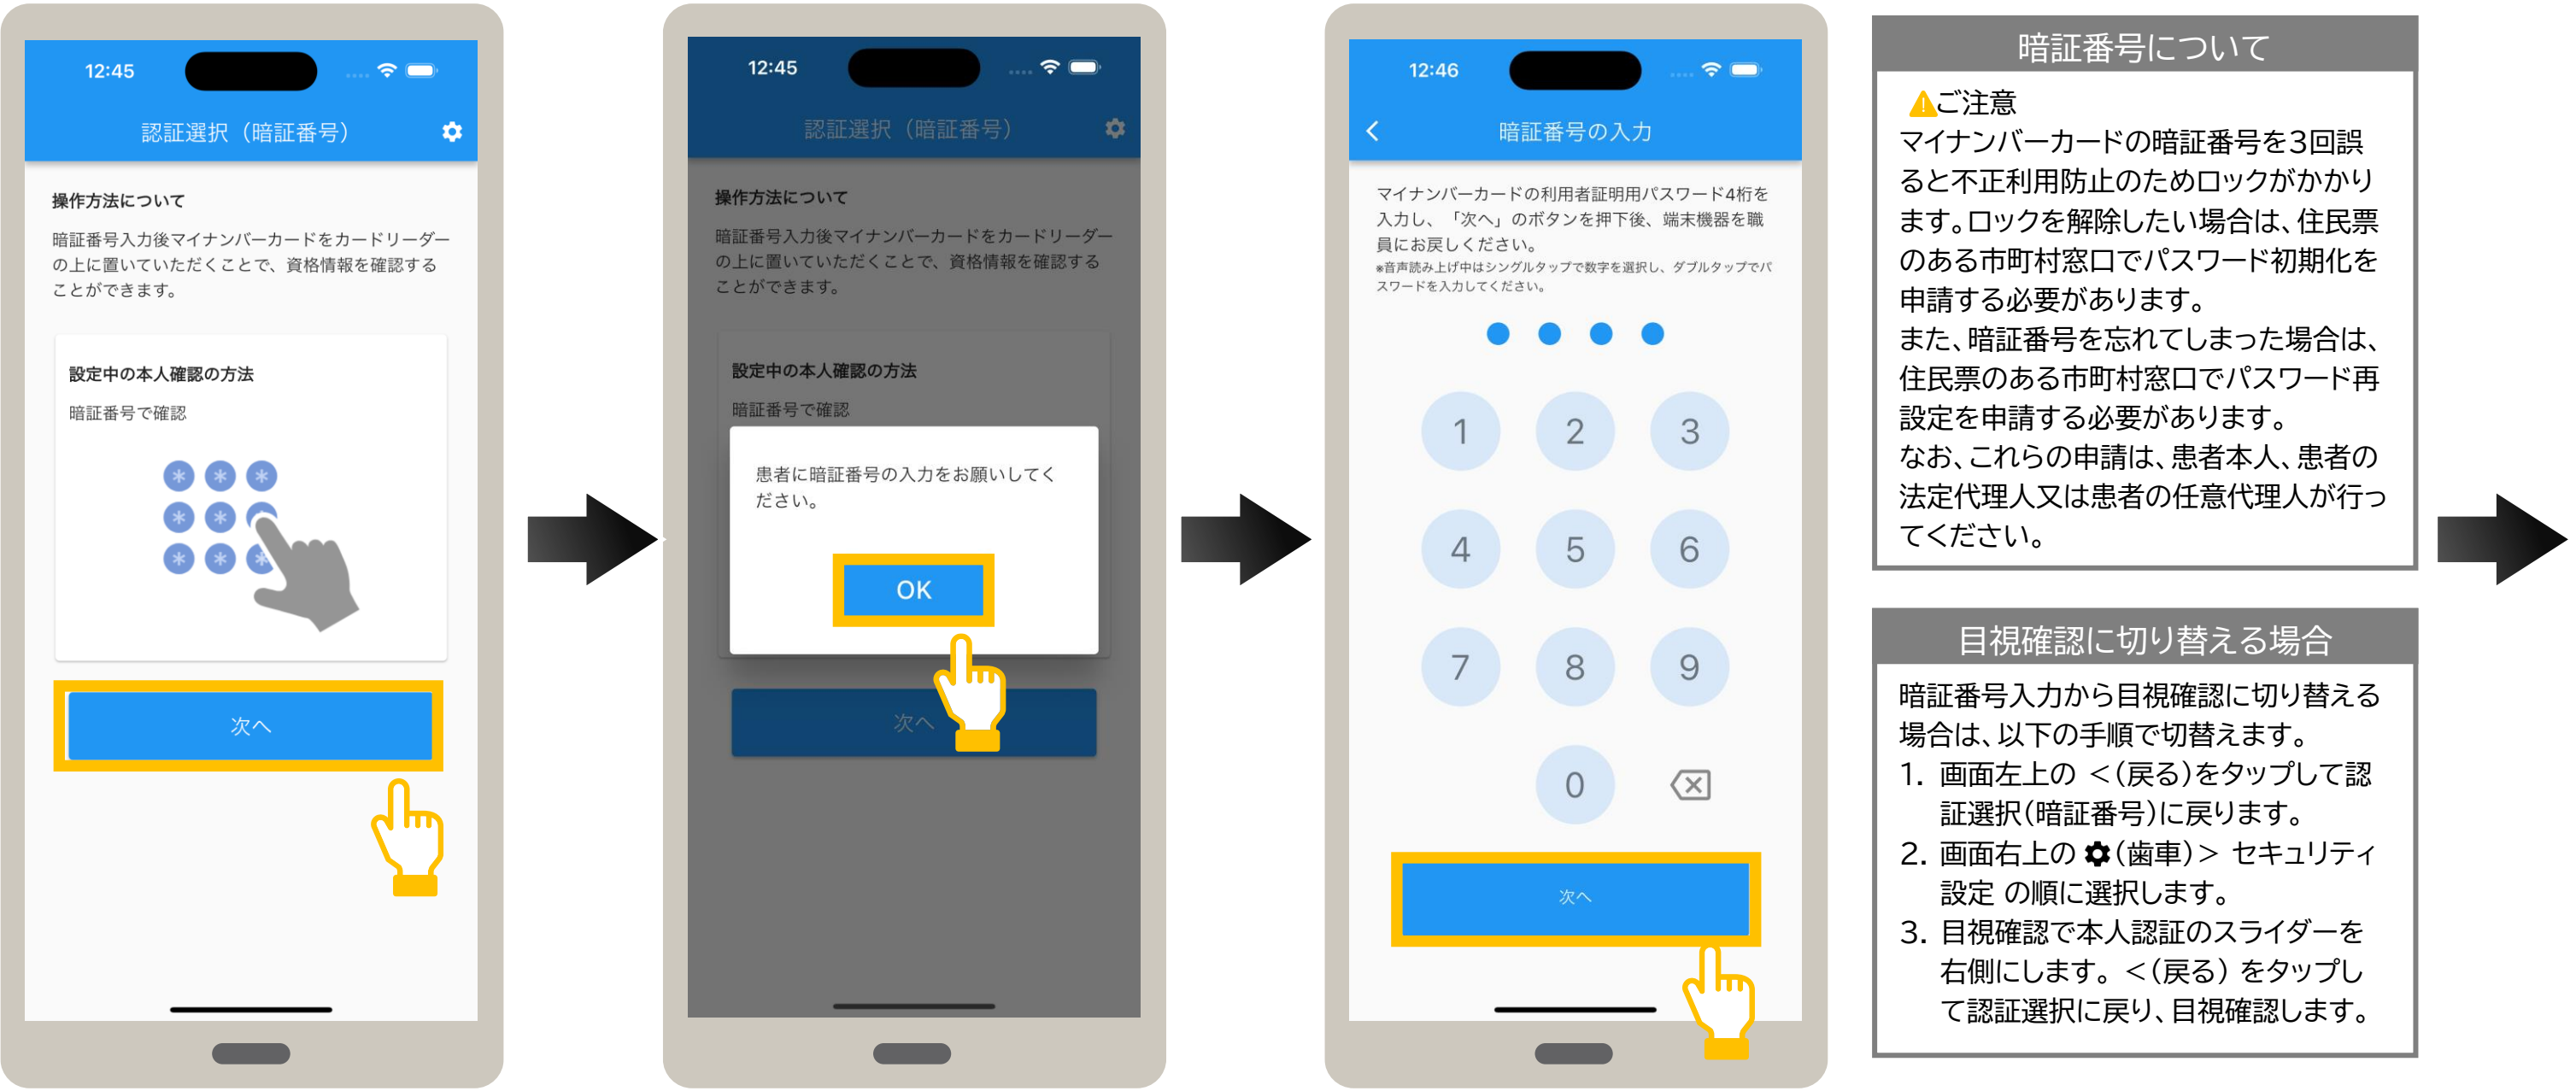 12:45
認証選択（暗証番号）
操作方法について
暗証番号入力後マイナンバーカードをカードリーダー
の上に置いていただくことで、資格情報を確認する
ことができます。
設定中の本人確認の方法
暗証番号で確認
次へ
12:45
認証選択（暗証番号）
操作方法について
暗証番号入力後マイナンバーカードをカードリーダー
の上に置いていただくことで、資格情報を確認する
ことができます。
設定中の本人確認の方法
暗証番号で確認
患者に暗証番号の入力をお願いしてく
ださい。
OK
次へ
12:46
暗証番号の入力
マイナンバーカードの利用者証明用パスワード4桁を
入力し、「次へ」のボタンを押下後、端末機器を職
員にお戻しください。
※音声読み上げ中はシングルタップで数字を選択し、ダブルタップでパ
スワードを入力してください。
1 2 3
4 5 6
7 8 9
0
次へ
暗証番号について
ご注意
マイナンバーカードの暗証番号を3回誤
ると不正利用防止のためロックがかかり
ます。ロックを解除したい場合は、住民票
のある市町村窓口でパスワード初期化を
申請する必要があります。
また、暗証番号を忘れてしまった場合は、
住民票のある市町村窓口でパスワード再
設定を申請する必要があります。
なお、これらの申請は、患者本人、患者の
法定代理人又は患者の任意代理人が行っ
てください。
目視確認に切り替える場合
暗証番号入力から目視確認に切り替える
場合は、以下の手順で切替えます。
1. 画面左上の ＜(戻る)をタップして認
証選択(暗証番号)に戻ります。
2. 画面右上の (歯車)＞ セキュリティ
設定 の順に選択します。
3. 目視確認で本人認証のスライダーを
右側にします。＜(戻る) をタップし
て認証選択に戻り、目視確認します。